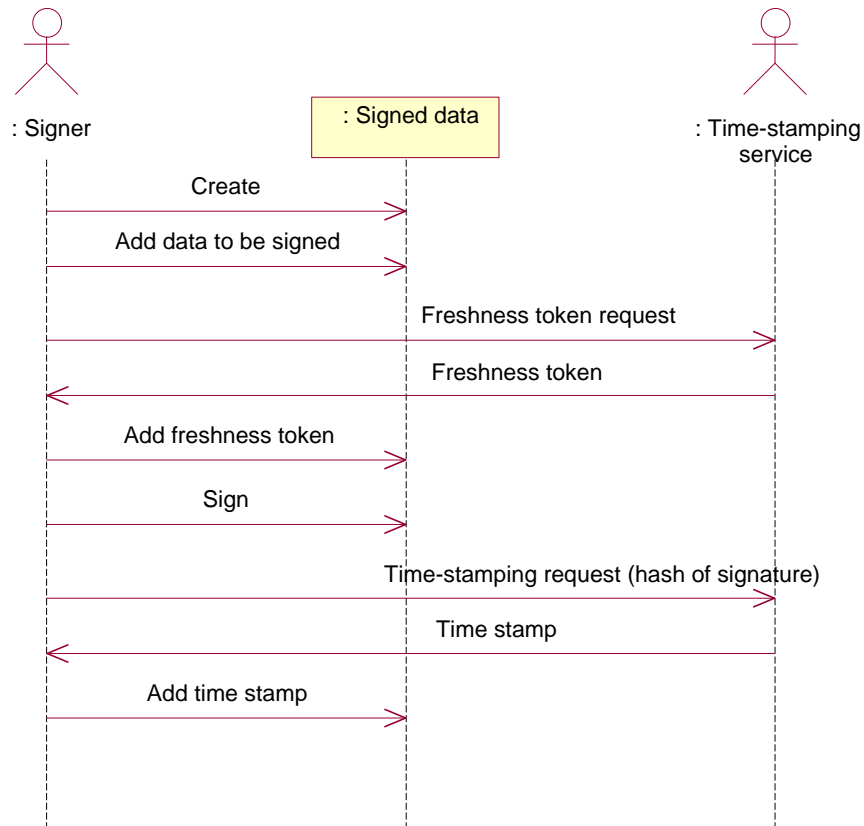 : Signer
: Signed data
: Time-stamping
service
Create
Add data to be signed
Freshness token request
Freshness token
Add freshness token
Sign
Time-stamping request (hash of signature)
Time stamp
Add time stamp